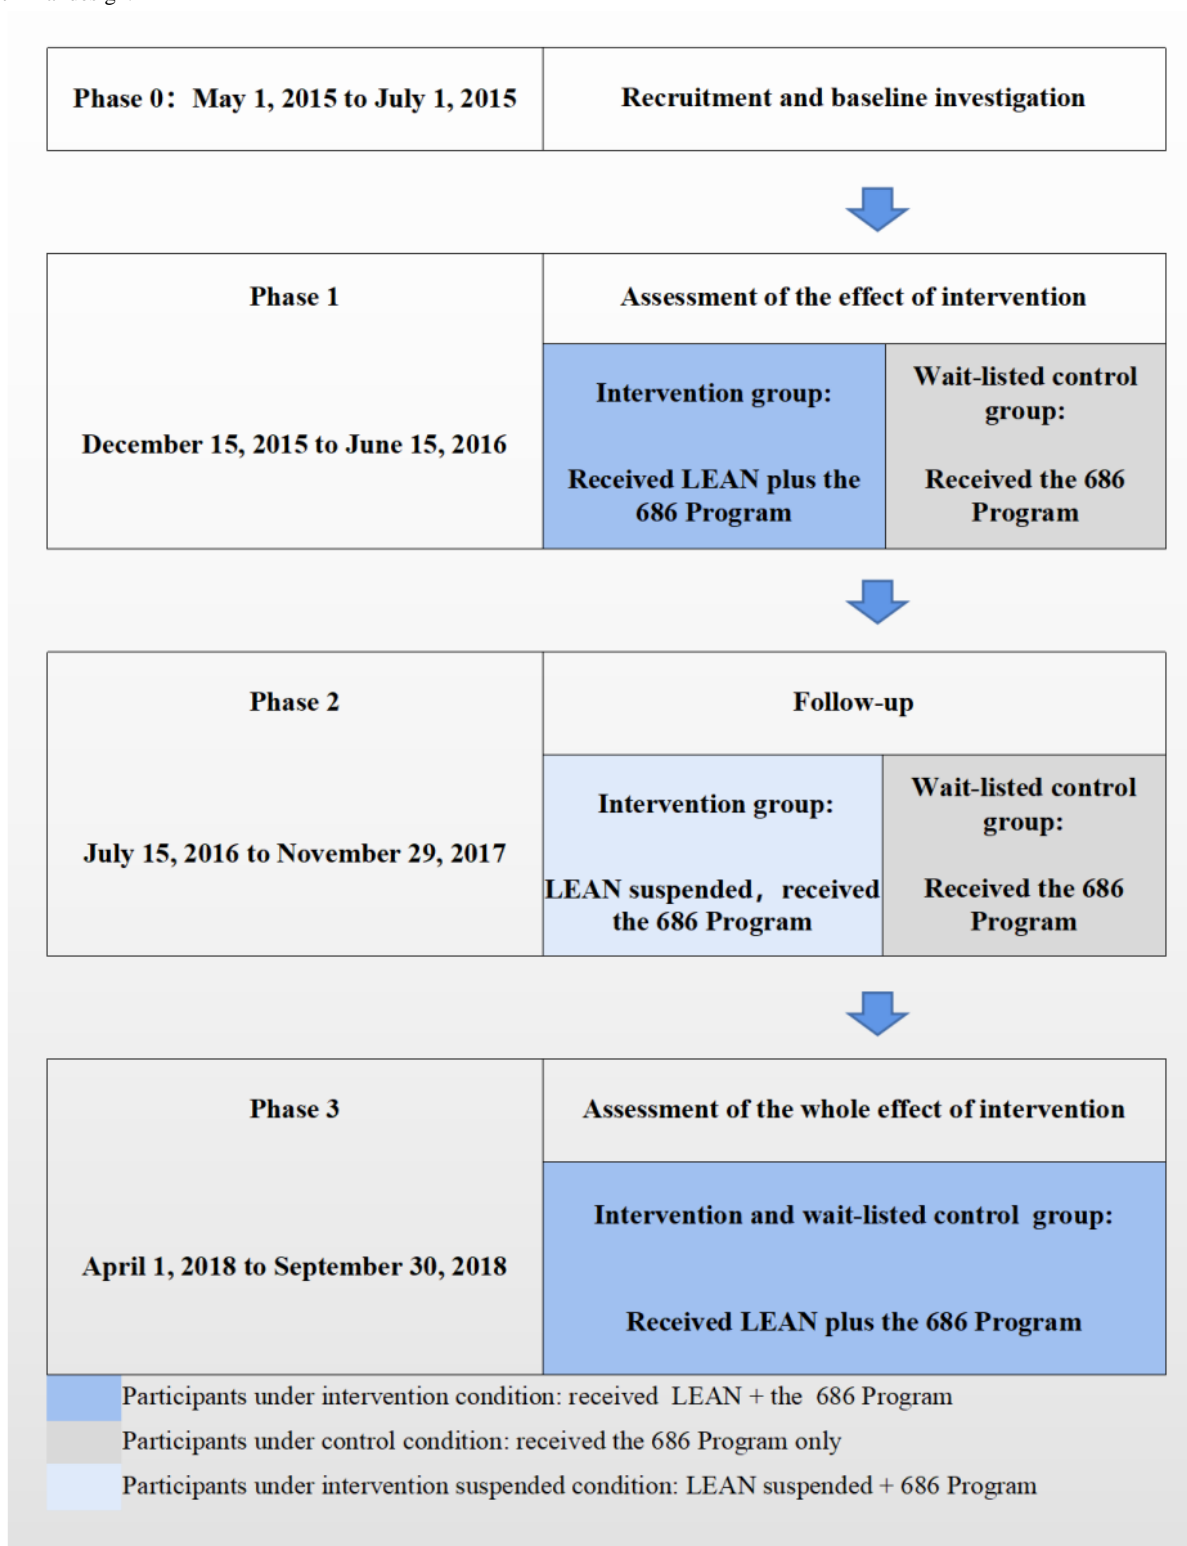 Phase 0： May 1, 2015 to July 1, 2015
Recruitment and baseline investigation
Phase 1
December 15, 2015 to June 15, 2016
Assessment of the effect of intervention
Intervention group:
Received LEAN plus the
686 Program
Wait-listed control
group:
Received the 686
Program
Phase 2
July 15, 2016 to November 29, 2017
Follow-up
Intervention group:
LEAN suspended， received
the 686 Program
Wait-listed control
group:
Received the 686
Program
Phase 3
April 1, 2018 to September 30, 2018
Assessment of the whole effect of intervention
Intervention and wait-listed control group:
Received LEAN plus the 686 Program
Participants under intervention condition: received LEAN + the 686 Program
Participants under control condition: received the 686 Program only
Participants under intervention suspended condition: LEAN suspended + 686 Program